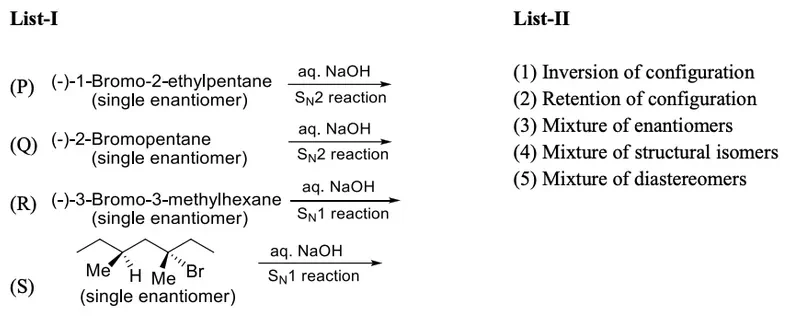 List-I
List-II
(P) (-)-1-Bromo-2-ethylpentane
(single enantiomer)
aq. NaOH
SN2 reaction
(Q) (-)-2-Bromopentane
(single enantiomer)
aq. NaOH
SN2 reaction
(R) (-)-3-Bromo-3-methylhexane
(single enantiomer)
aq. NaOH
SN1 reaction
(S)
Me H Me Br
(single enantiomer)
aq. NaOH
SN1 reaction
(1) Inversion of configuration
(2) Retention of configuration
(3) Mixture of enantiomers
(4) Mixture of structural isomers
(5) Mixture of diastereomers